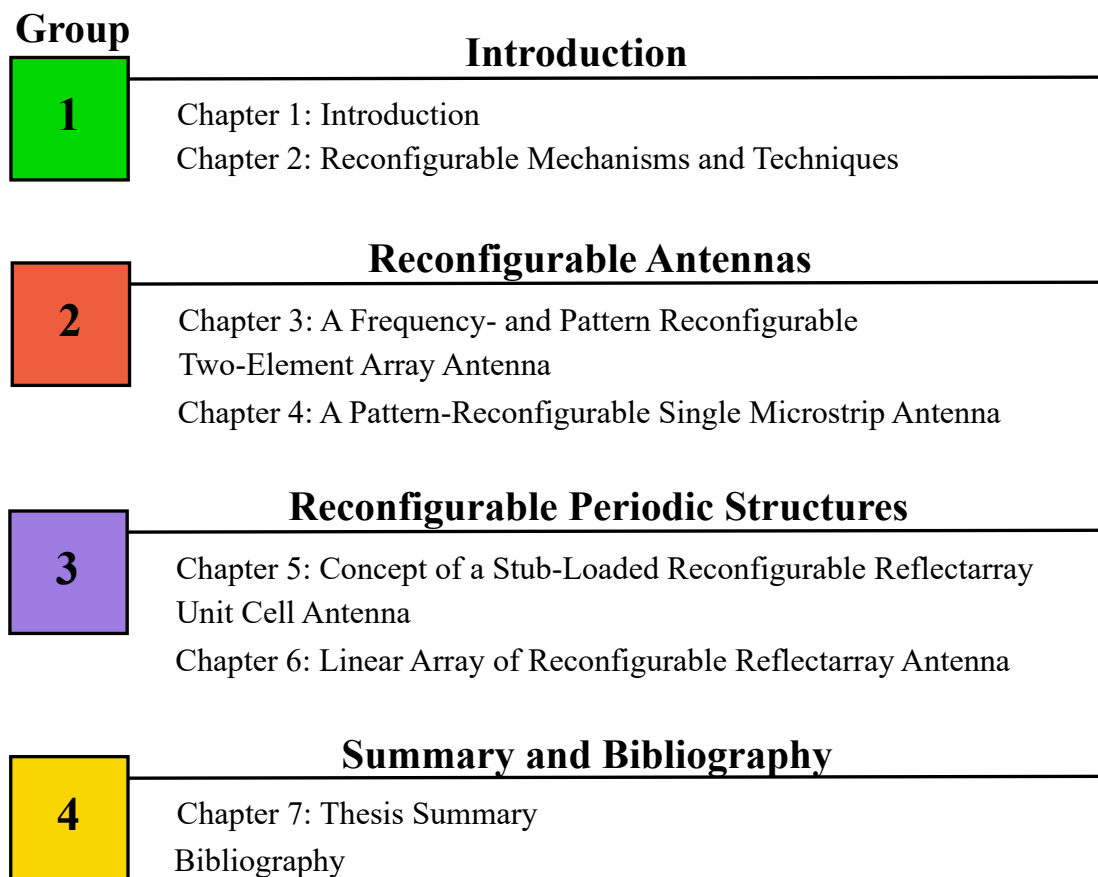 Group
Introduction
1
Chapter 1: Introduction
Chapter 2: Reconfigurable Mechanisms and Techniques
Reconfigurable Antennas
2
Chapter 3: A Frequency- and Pattern Reconfigurable
Two-Element Array Antenna
Chapter 4: A Pattern-Reconfigurable Single Microstrip Antenna
Reconfigurable Periodic Structures
3
Chapter 5: Concept of a Stub-Loaded Reconfigurable Reflectarray
Unit Cell Antenna
Chapter 6: Linear Array of Reconfigurable Reflectarray Antenna
Summary and Bibliography
4
Chapter 7: Thesis Summary
Bibliography